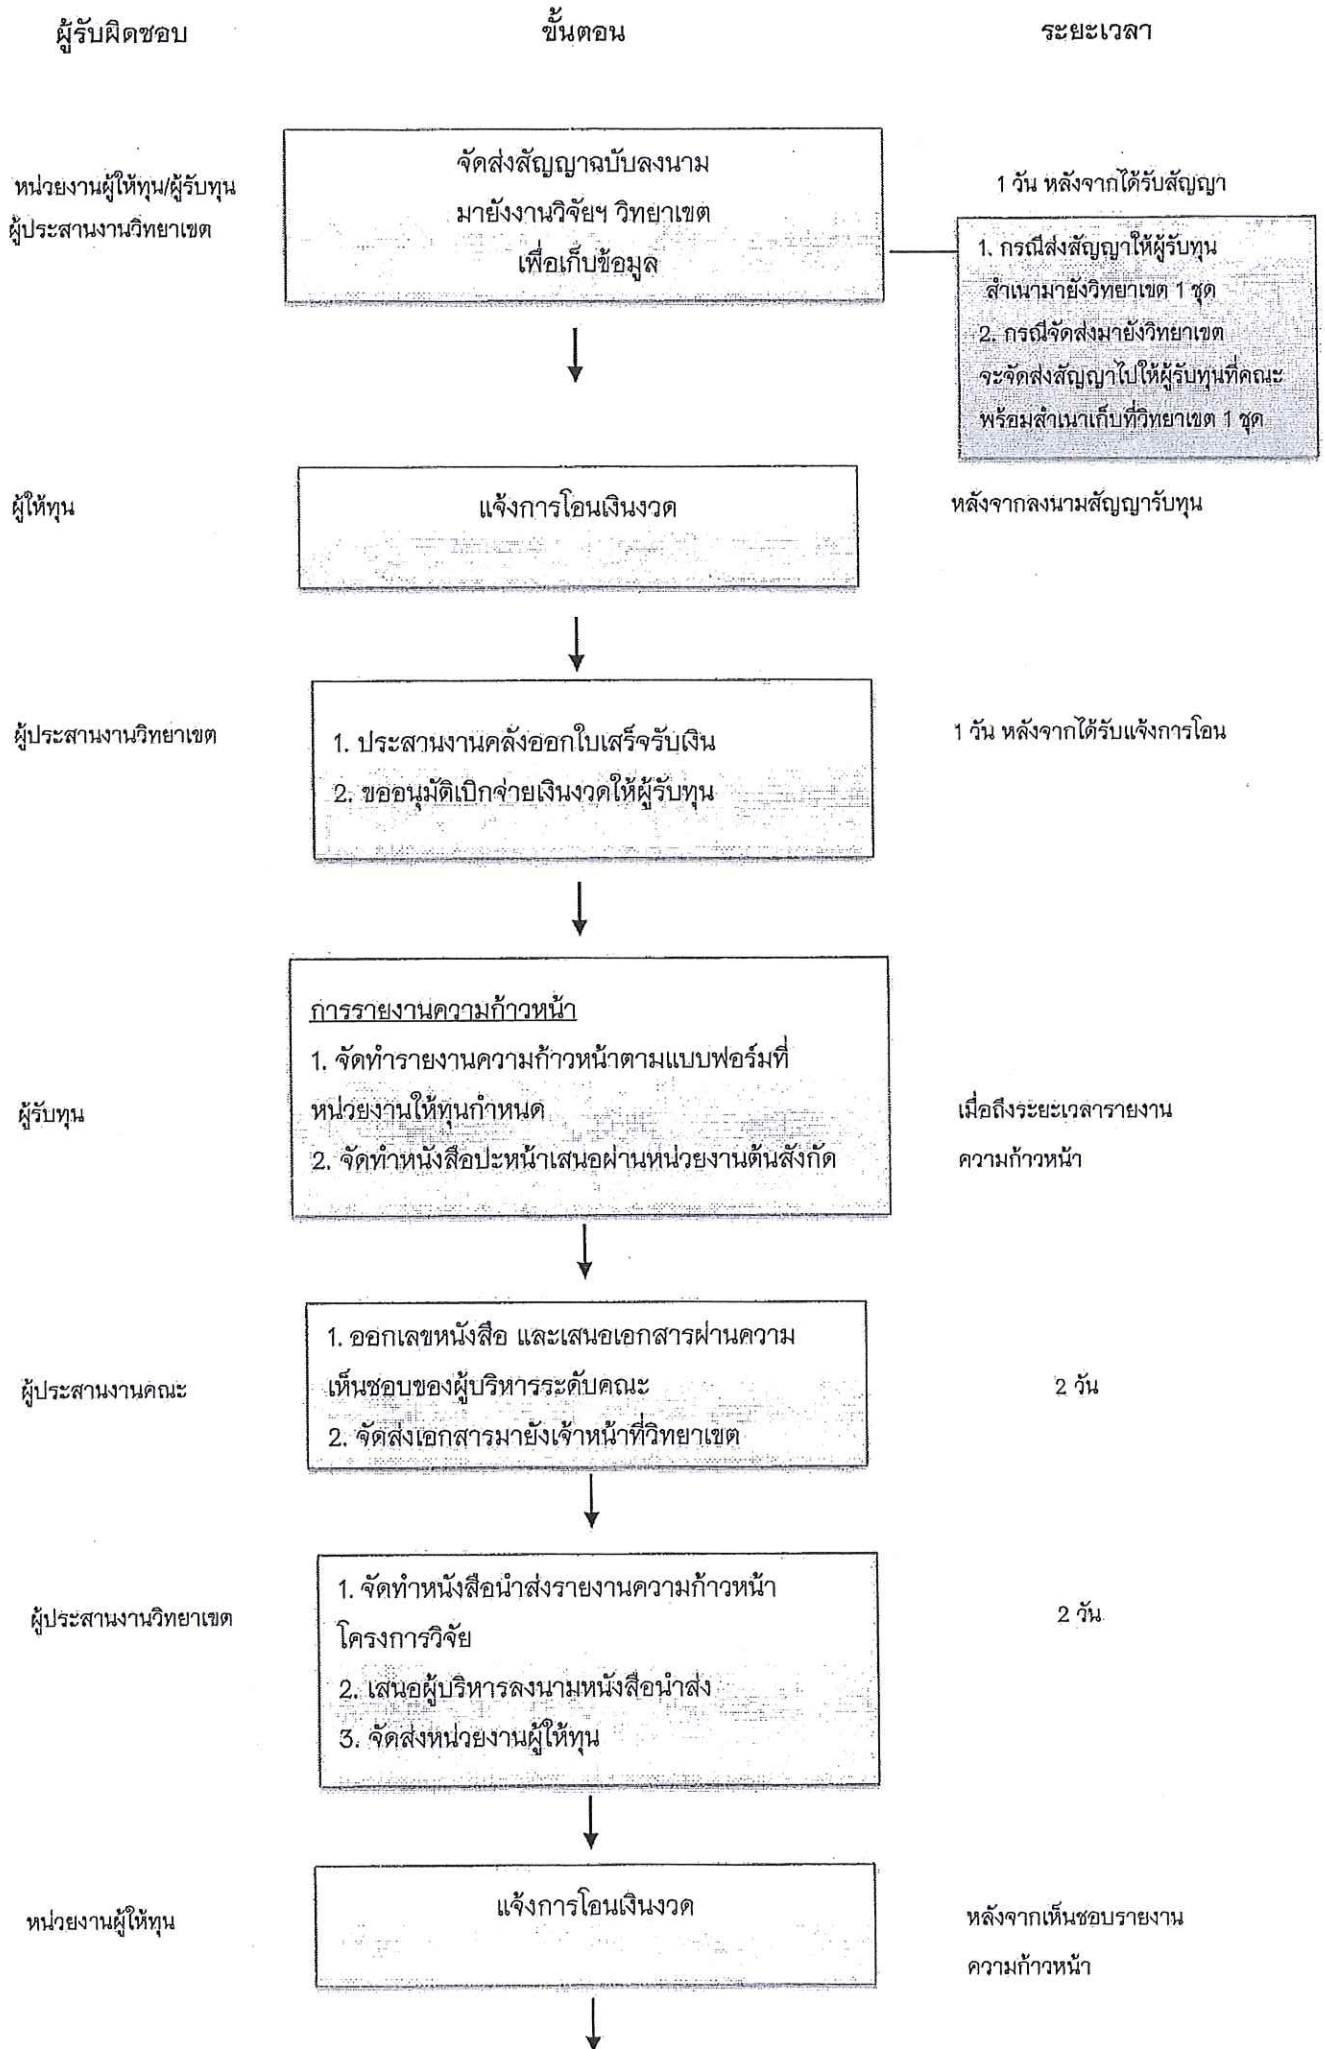 ผู้รับผิดชอบ
ขั้นตอน
ระยะเวลา
หน่วยงานผู้ให้ทุน/ผู้รับทุน
ผู้ประสานงานวิทยาเขต
จัดส่งสัญญาฉบับลงนาม
มายังงานวิจัยฯ วิทยาเขต
เพื่อเก็บข้อมูล
1 วัน หลังจากได้รับสัญญา
1. กรณีส่งสัญญาให้ผู้รับทุน
สำเนามายังวิทยาเขต 1 ชุด
2. กรณีจัดส่งมายังวิทยาเขต
จะจัดส่งสัญญาไปให้ผู้รับทุนที่คณะ
พร้อมสำเนาเก็บที่วิทยาเขต 1 ชุด
ผู้ให้ทุน
แจ้งการโอนเงินงวด
หลังจากลงนามสัญญารับทุน
ผู้ประสานงานวิทยาเขต
1. ประสานงานคลังออกใบเสร็จรับเงิน
2. ขออนุมัติเบิกจ่ายเงินงวดให้ผู้รับทุน
1 วัน หลังจากได้รับแจ้งการโอน
ผู้รับทุน
การรายงานความก้าวหน้า
1. จัดทำรายงานความก้าวหน้าตามแบบฟอร์มที่
หน่วยงานให้ทุนกำหนด
2. จัดทำหนังสือปะหน้าเสนอผ่านหน่วยงานต้นสังกัด
เมื่อถึงระยะเวลารายงาน
ความก้าวหน้า
ผู้ประสานงานคณะ
1. ออกเลขหนังสือ และเสนอเอกสารผ่านความ
เห็นชอบของผู้บริหารระดับคณะ
2. จัดส่งเอกสารมายังเจ้าหน้าที่วิทยาเขต
2 วัน
ผู้ประสานงานวิทยาเขต
1. จัดทำหนังสือนำส่งรายงานความก้าวหน้า
โครงการวิจัย
2. เสนอผู้บริหารลงนามหนังสือนำส่ง
3. จัดส่งหน่วยงานผู้ให้ทุน
2 วัน
หน่วยงานผู้ให้ทุน
แจ้งการโอนเงินงวด
หลังจากเห็นชอบรายงาน
ความก้าวหน้า